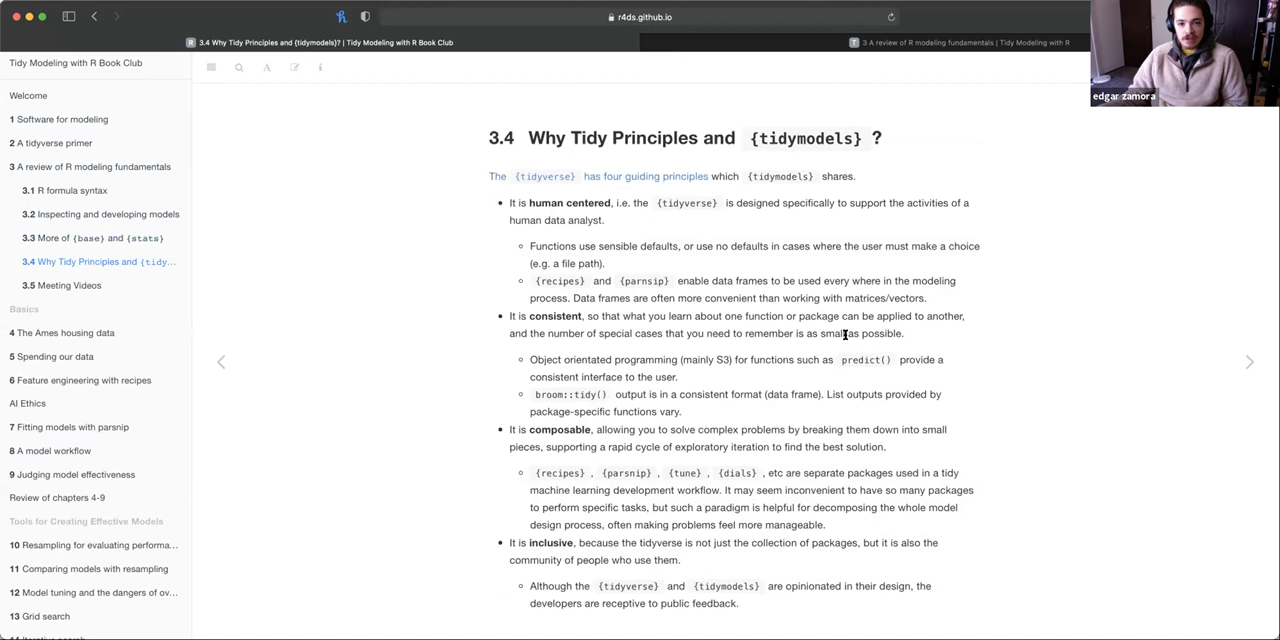 r4ds.github.io
R 3.4 Why Tidy Principles and {tidymodels}? | Tidy Modeling with R Book Club
T 3 A review of R modeling fundamentals | Tidy Modeling with R
edgar zamora
Tidy Modeling with R Book Club
Welcome
1 Software for modeling
2 A tidyverse primer
3 A review of R modeling fundamentals
3.1 R formula syntax
3.2 Inspecting and developing models
3.3 More of {base} and {stats}
3.4 Why Tidy Principles and {tidy...
3.5 Meeting Videos
Basics
4 The Ames housing data
5 Spending our data
6 Feature engineering with recipes
AI Ethics
7 Fitting models with parsnip
8 A model workflow
9 Judging model effectiveness
Review of chapters 4-9
Tools for Creating Effective Models
10 Resampling for evaluating performa...
11 Comparing models with resampling
12 Model tuning and the dangers of ov...
13 Grid search
3.4 Why Tidy Principles and {tidymodels} ?
The {tidyverse} has four guiding principles which {tidymodels} shares.
• It is human centered, i.e. the {tidyverse} is designed specifically to support the activities of a
human data analyst.
◦ Functions use sensible defaults, or use no defaults in cases where the user must make a choice
(e.g. a file path).
◦ {recipes} and {parnsip} enable data frames to be used every where in the modeling
process. Data frames are often more convenient than working with matrices/vectors.
• It is consistent, so that what you learn about one function or package can be applied to another,
and the number of special cases that you need to remember is as small as possible.
◦ Object orientated programming (mainly S3) for functions such as predict() provide a
consistent interface to the user.
◦ broom::tidy() output is in a consistent format (data frame). List outputs provided by
package-specific functions vary.
• It is composable, allowing you to solve complex problems by breaking them down into small
pieces, supporting a rapid cycle of exploratory iteration to find the best solution.
◦ {recipes} , {parsnip} , {tune} , {dials} , etc are separate packages used in a tidy
machine learning development workflow. It may seem inconvenient to have so many packages
to perform specific tasks, but such a paradigm is helpful for decomposing the whole model
design process, often making problems feel more manageable.
• It is inclusive, because the tidyverse is not just the collection of packages, but it is also the
community of people who use them.
◦ Although the {tidyverse} and {tidymodels} are opinionated in their design, the
developers are receptive to public feedback.